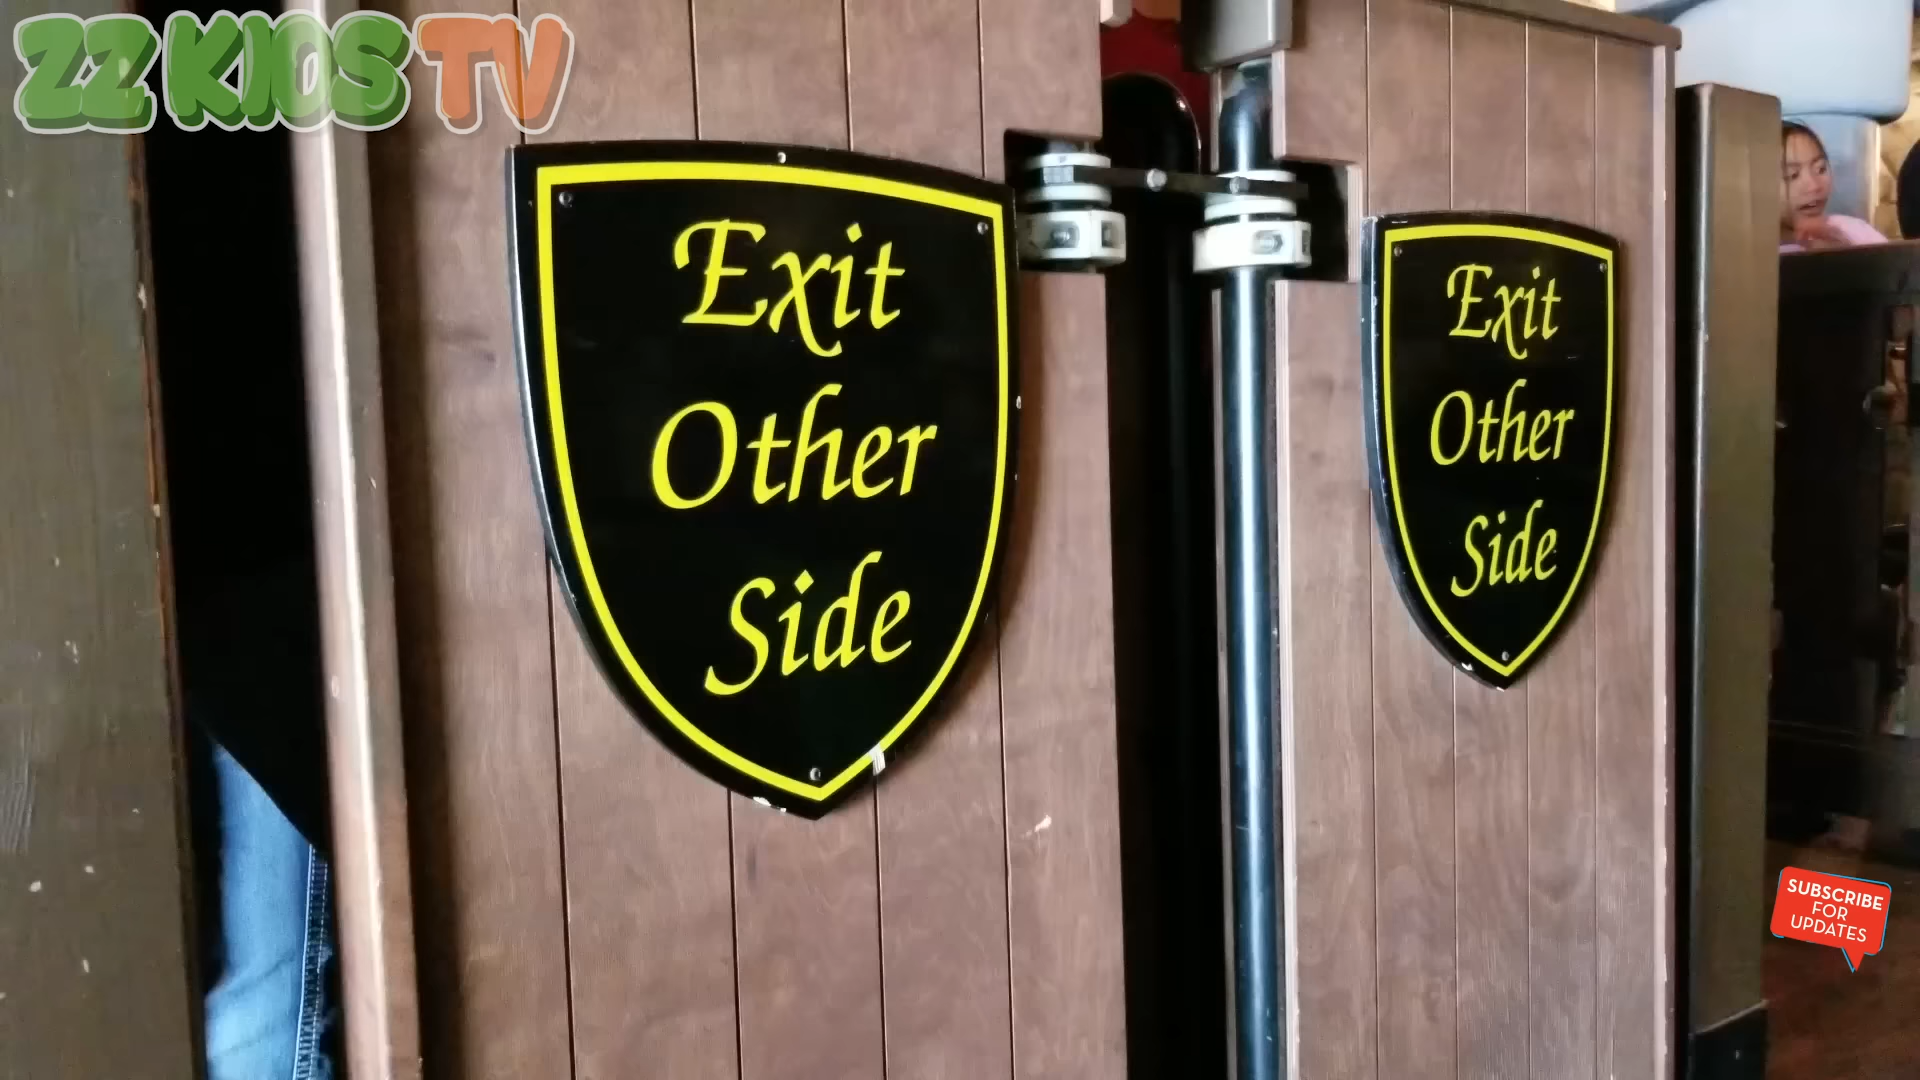 ZZ KIDS TV
Exit
Other
Side
Exit
Other
Side
SUBSCRIBE
FOR
UPDATES